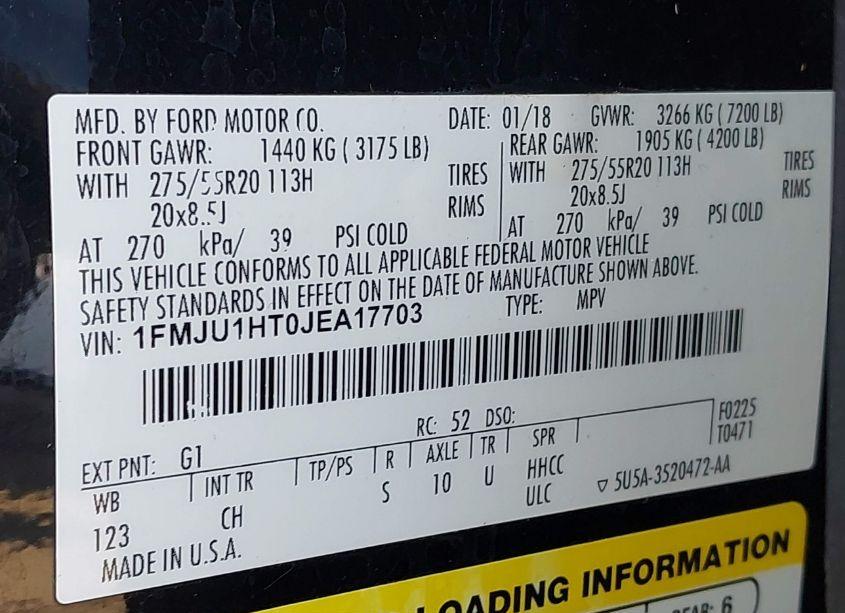 MFD. BY FORD MOTOR CO. DATE: 01/18 GVWR: 3266 KG ( 7200 LB)
FRONT GAWR: 1440 KG ( 3175 LB) REAR GAWR: 1905 KG ( 4200 LB)
WITH 275/55R20 113H TIRES WITH 275/55R20 113H TIRES
20x8.5J RIMS 20x8.5J RIMS
AT 270 kPa/ 39 PSI COLD AT 270 kPa/ 39 PSI COLD
THIS VEHICLE CONFORMS TO ALL APPLICABLE FEDERAL MOTOR VEHICLE
SAFETY STANDARDS IN EFFECT ON THE DATE OF MANUFACTURE SHOWN ABOVE.
VIN: 1FMJU1HT0JEA17703 TYPE: MPV
EXT PNT: G1 RC: 52 DSO: F0225
WB INT TR TP/PS R AXLE TR SPR T0471
123 CH S 10 U HHCC
ULC ▽ 5U5A-3520472-AA
MADE IN U.S.A.
LOADING INFORMATION
REAR: 6